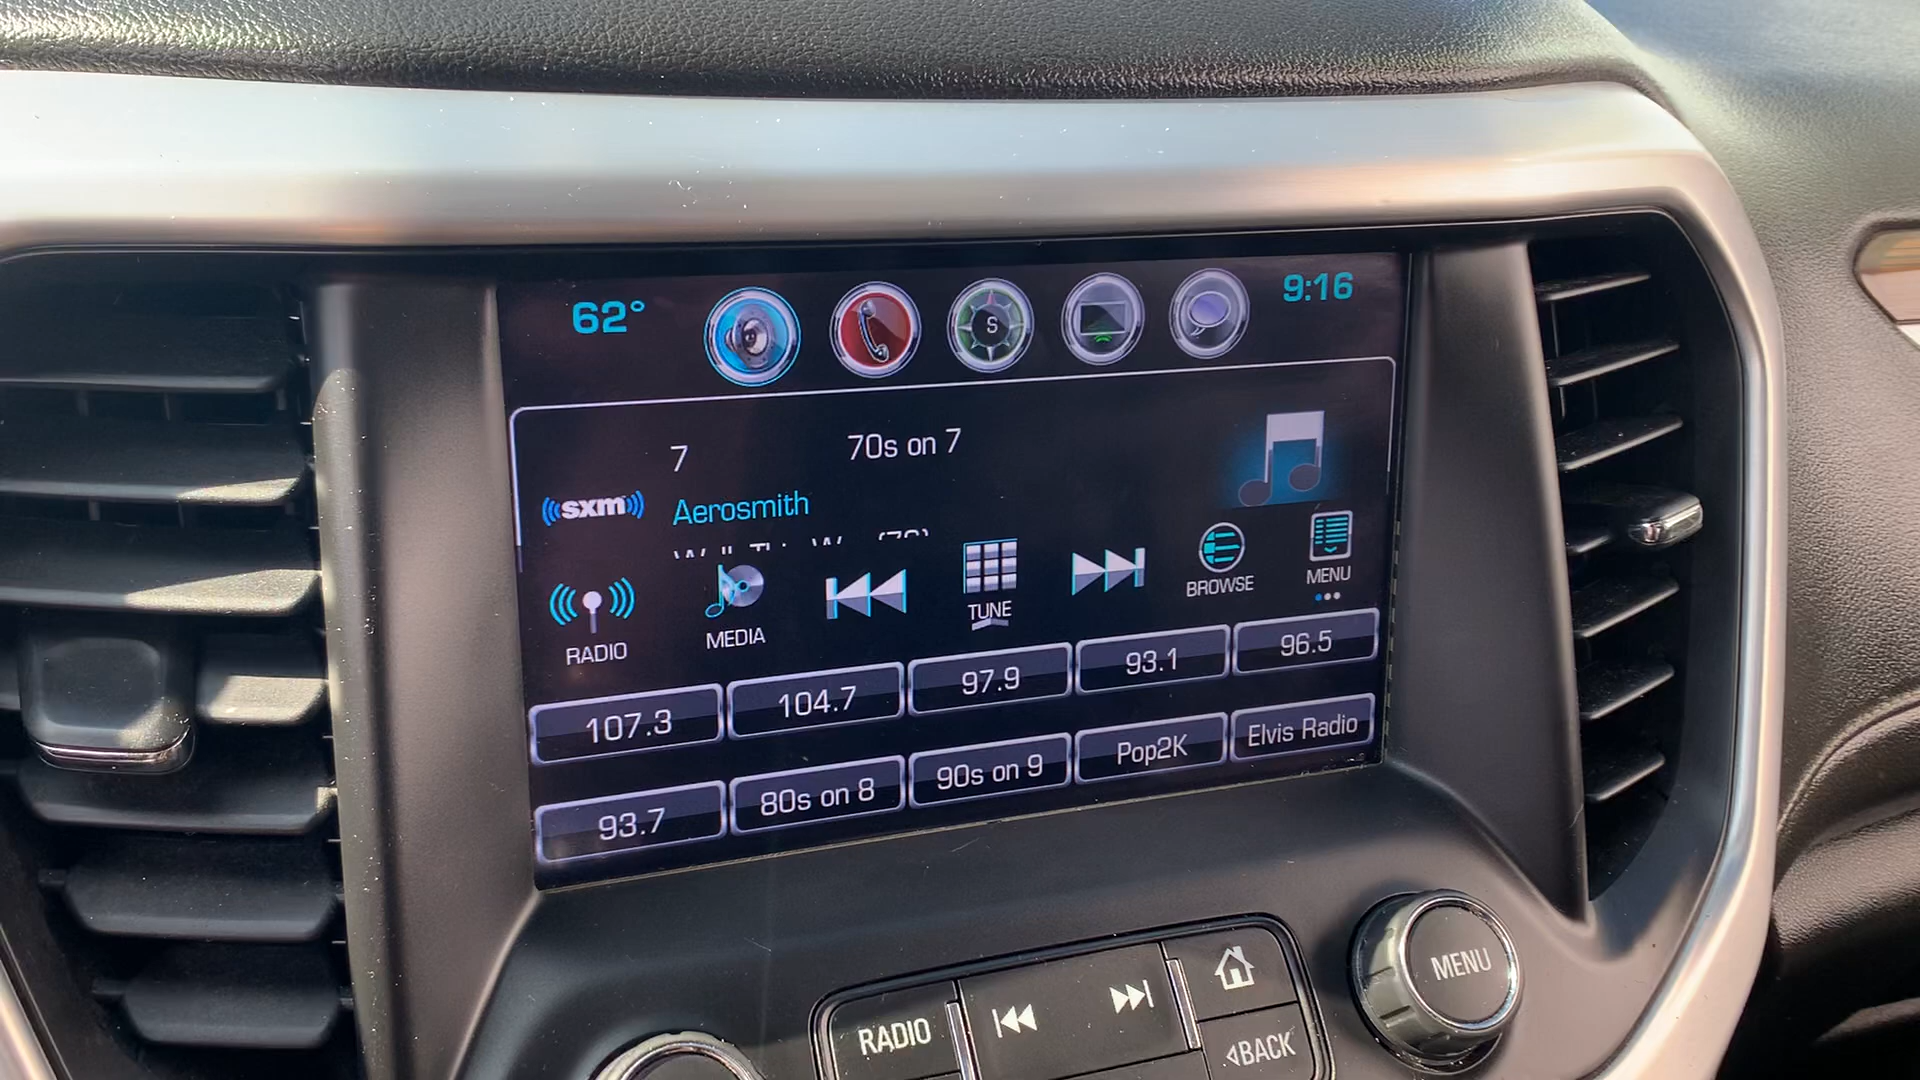 62° S 9:16
7 70s on 7
((sxm))
Aerosmith
RADIO MEDIA TUNE BROWSE MENU
107.3 104.7 97.9 93.1 96.5
93.7 80s on 8 90s on 9 Pop2K Elvis Radio
MENU
RADIO
BACK